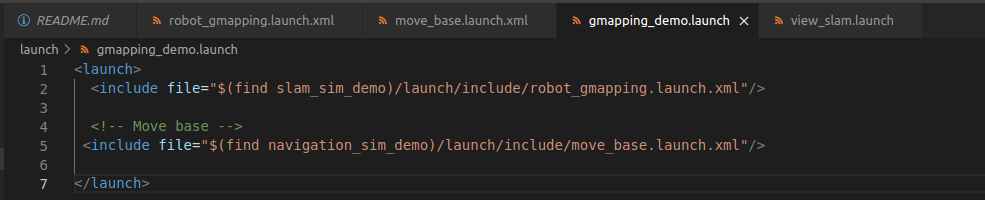 README.md robot_gmapping.launch.xml move_base.launch.xml gmapping_demo.launch × view_slam.launch
launch > gmapping_demo.launch
1 <launch>
2 <include file="$(find slam_sim_demo)/launch/include/robot_gmapping.launch.xml"/>
3
4 <!-- Move base -->
5 <include file="$(find navigation_sim_demo)/launch/include/move_base.launch.xml"/>
6
7 </launch>